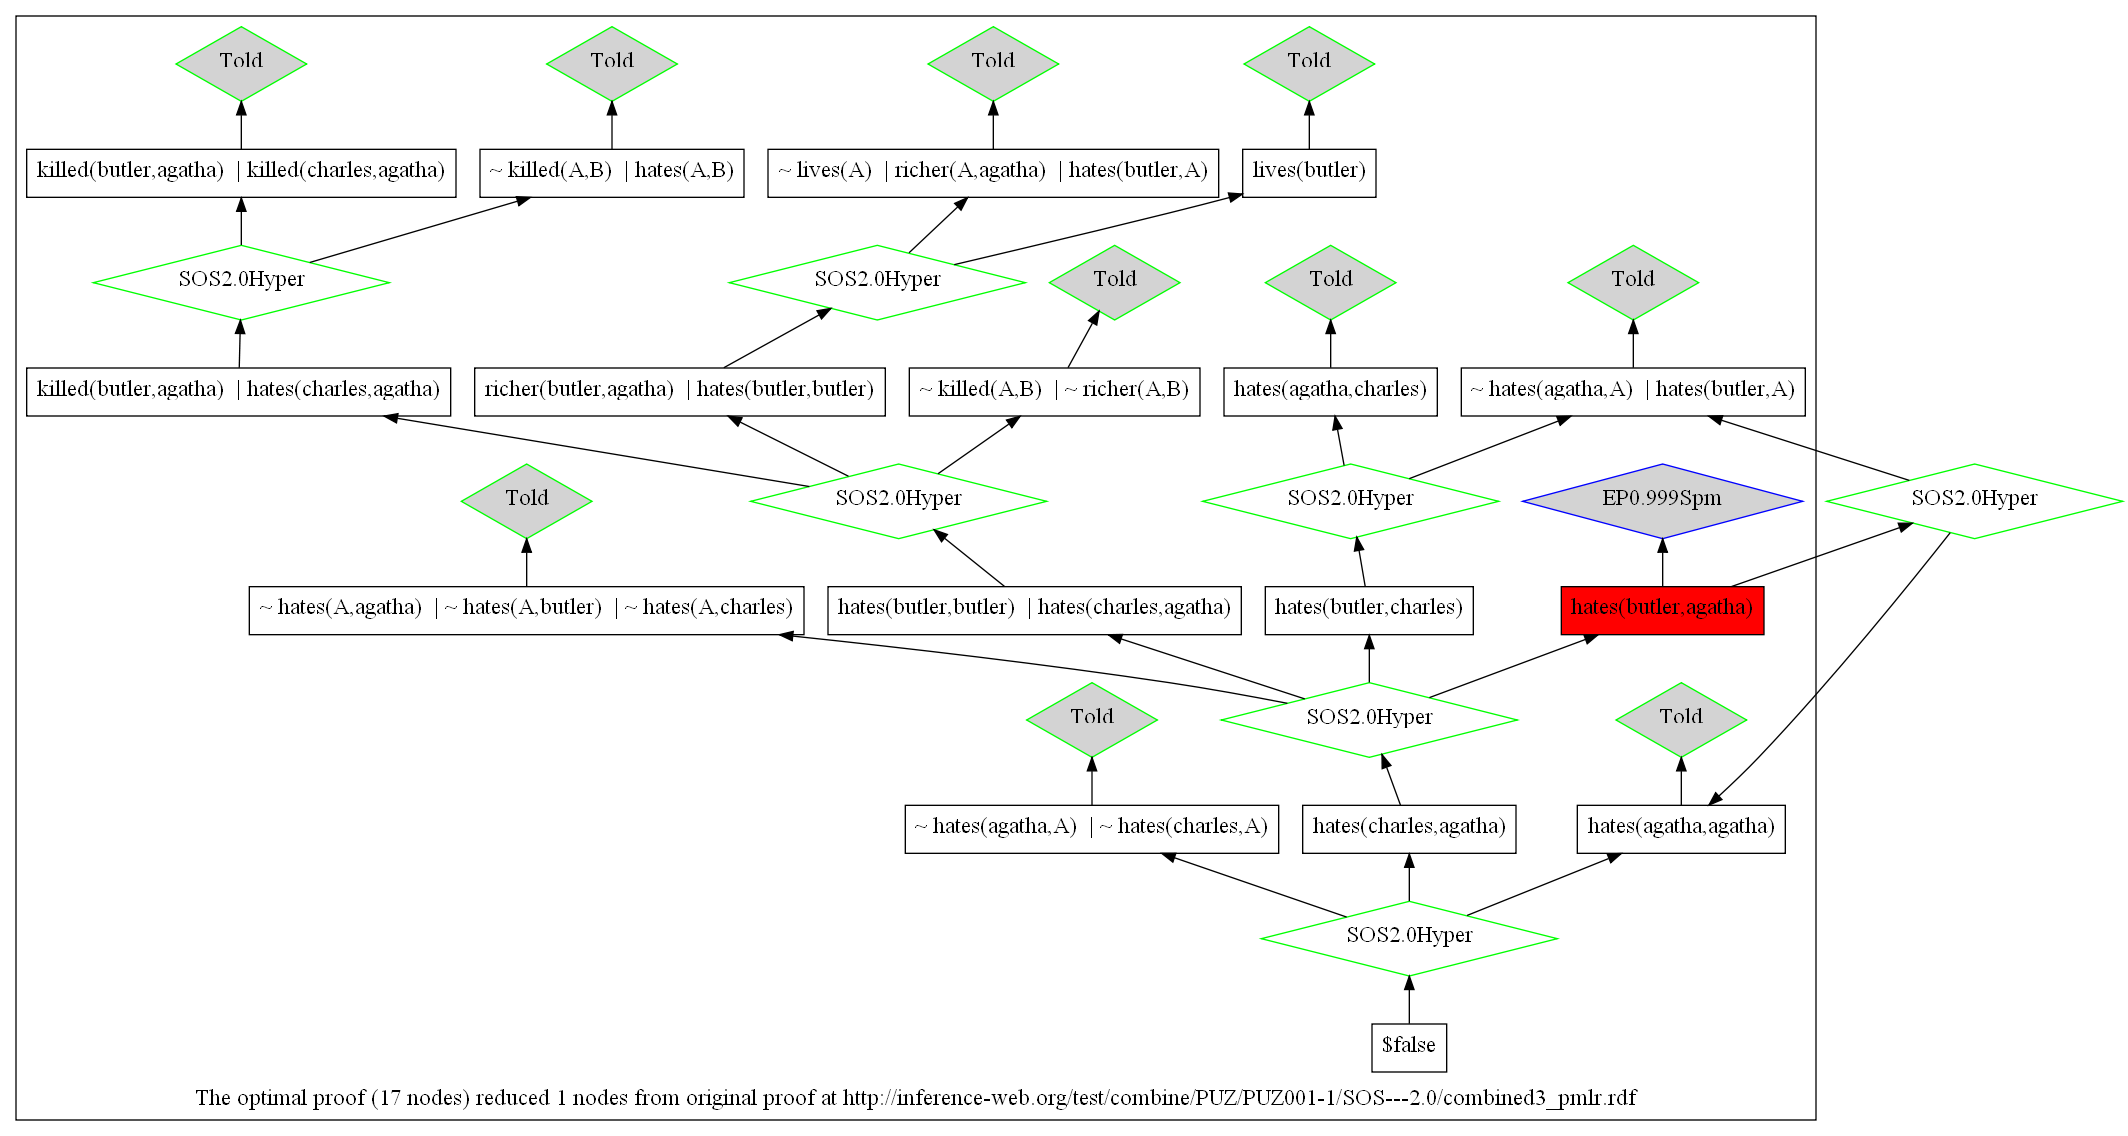 Told
Told
Told
Told
killed(butler,agatha) | killed(charles,agatha)
~ killed(A,B) | hates(A,B)
~ lives(A) | richer(A,agatha) | hates(butler,A)
lives(butler)
SOS2.0Hyper
SOS2.0Hyper
Told
Told
Told
killed(butler,agatha) | hates(charles,agatha)
richer(butler,agatha) | hates(butler,butler)
~ killed(A,B) | ~ richer(A,B)
hates(agatha,charles)
~ hates(agatha,A) | hates(butler,A)
Told
SOS2.0Hyper
SOS2.0Hyper
EP0.999Spm
SOS2.0Hyper
~ hates(A,agatha) | ~ hates(A,butler) | ~ hates(A,charles)
hates(butler,butler) | hates(charles,agatha)
hates(butler,charles)
hates(butler,agatha)
Told
SOS2.0Hyper
Told
~ hates(agatha,A) | ~ hates(charles,A)
hates(charles,agatha)
hates(agatha,agatha)
SOS2.0Hyper
$false
The optimal proof (17 nodes) reduced 1 nodes from original proof at http://inference-web.org/test/combine/PUZ/PUZ001-1/SOS---2.0/combined3_pmlr.rdf